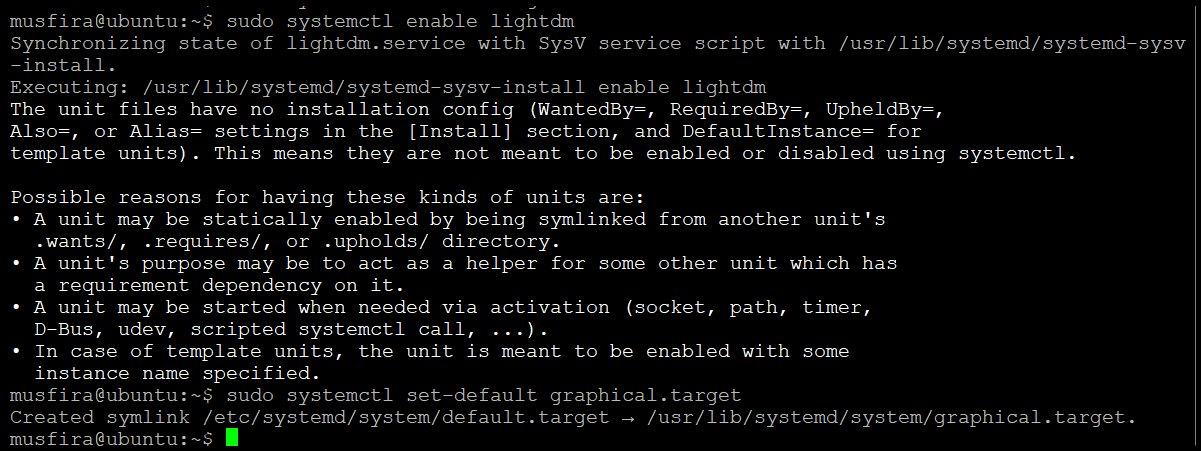 musfira@ubuntu:~$ sudo systemctl enable lightdm
Synchronizing state of lightdm.service with SysV service script with /usr/lib/systemd/systemd-sysv
-install.
Executing: /usr/lib/systemd/systemd-sysv-install enable lightdm
The unit files have no installation config (WantedBy=, RequiredBy=, UpheldBy=,
Also=, or Alias= settings in the [Install] section, and DefaultInstance= for
template units). This means they are not meant to be enabled or disabled using systemctl.

Possible reasons for having these kinds of units are:
• A unit may be statically enabled by being symlinked from another unit's
  .wants/, .requires/, or .upholds/ directory.
• A unit's purpose may be to act as a helper for some other unit which has
  a requirement dependency on it.
• A unit may be started when needed via activation (socket, path, timer,
  D-Bus, udev, scripted systemctl call, ...).
• In case of template units, the unit is meant to be enabled with some
  instance name specified.
musfira@ubuntu:~$ sudo systemctl set-default graphical.target
Created symlink /etc/systemd/system/default.target → /usr/lib/systemd/system/graphical.target.
musfira@ubuntu:~$